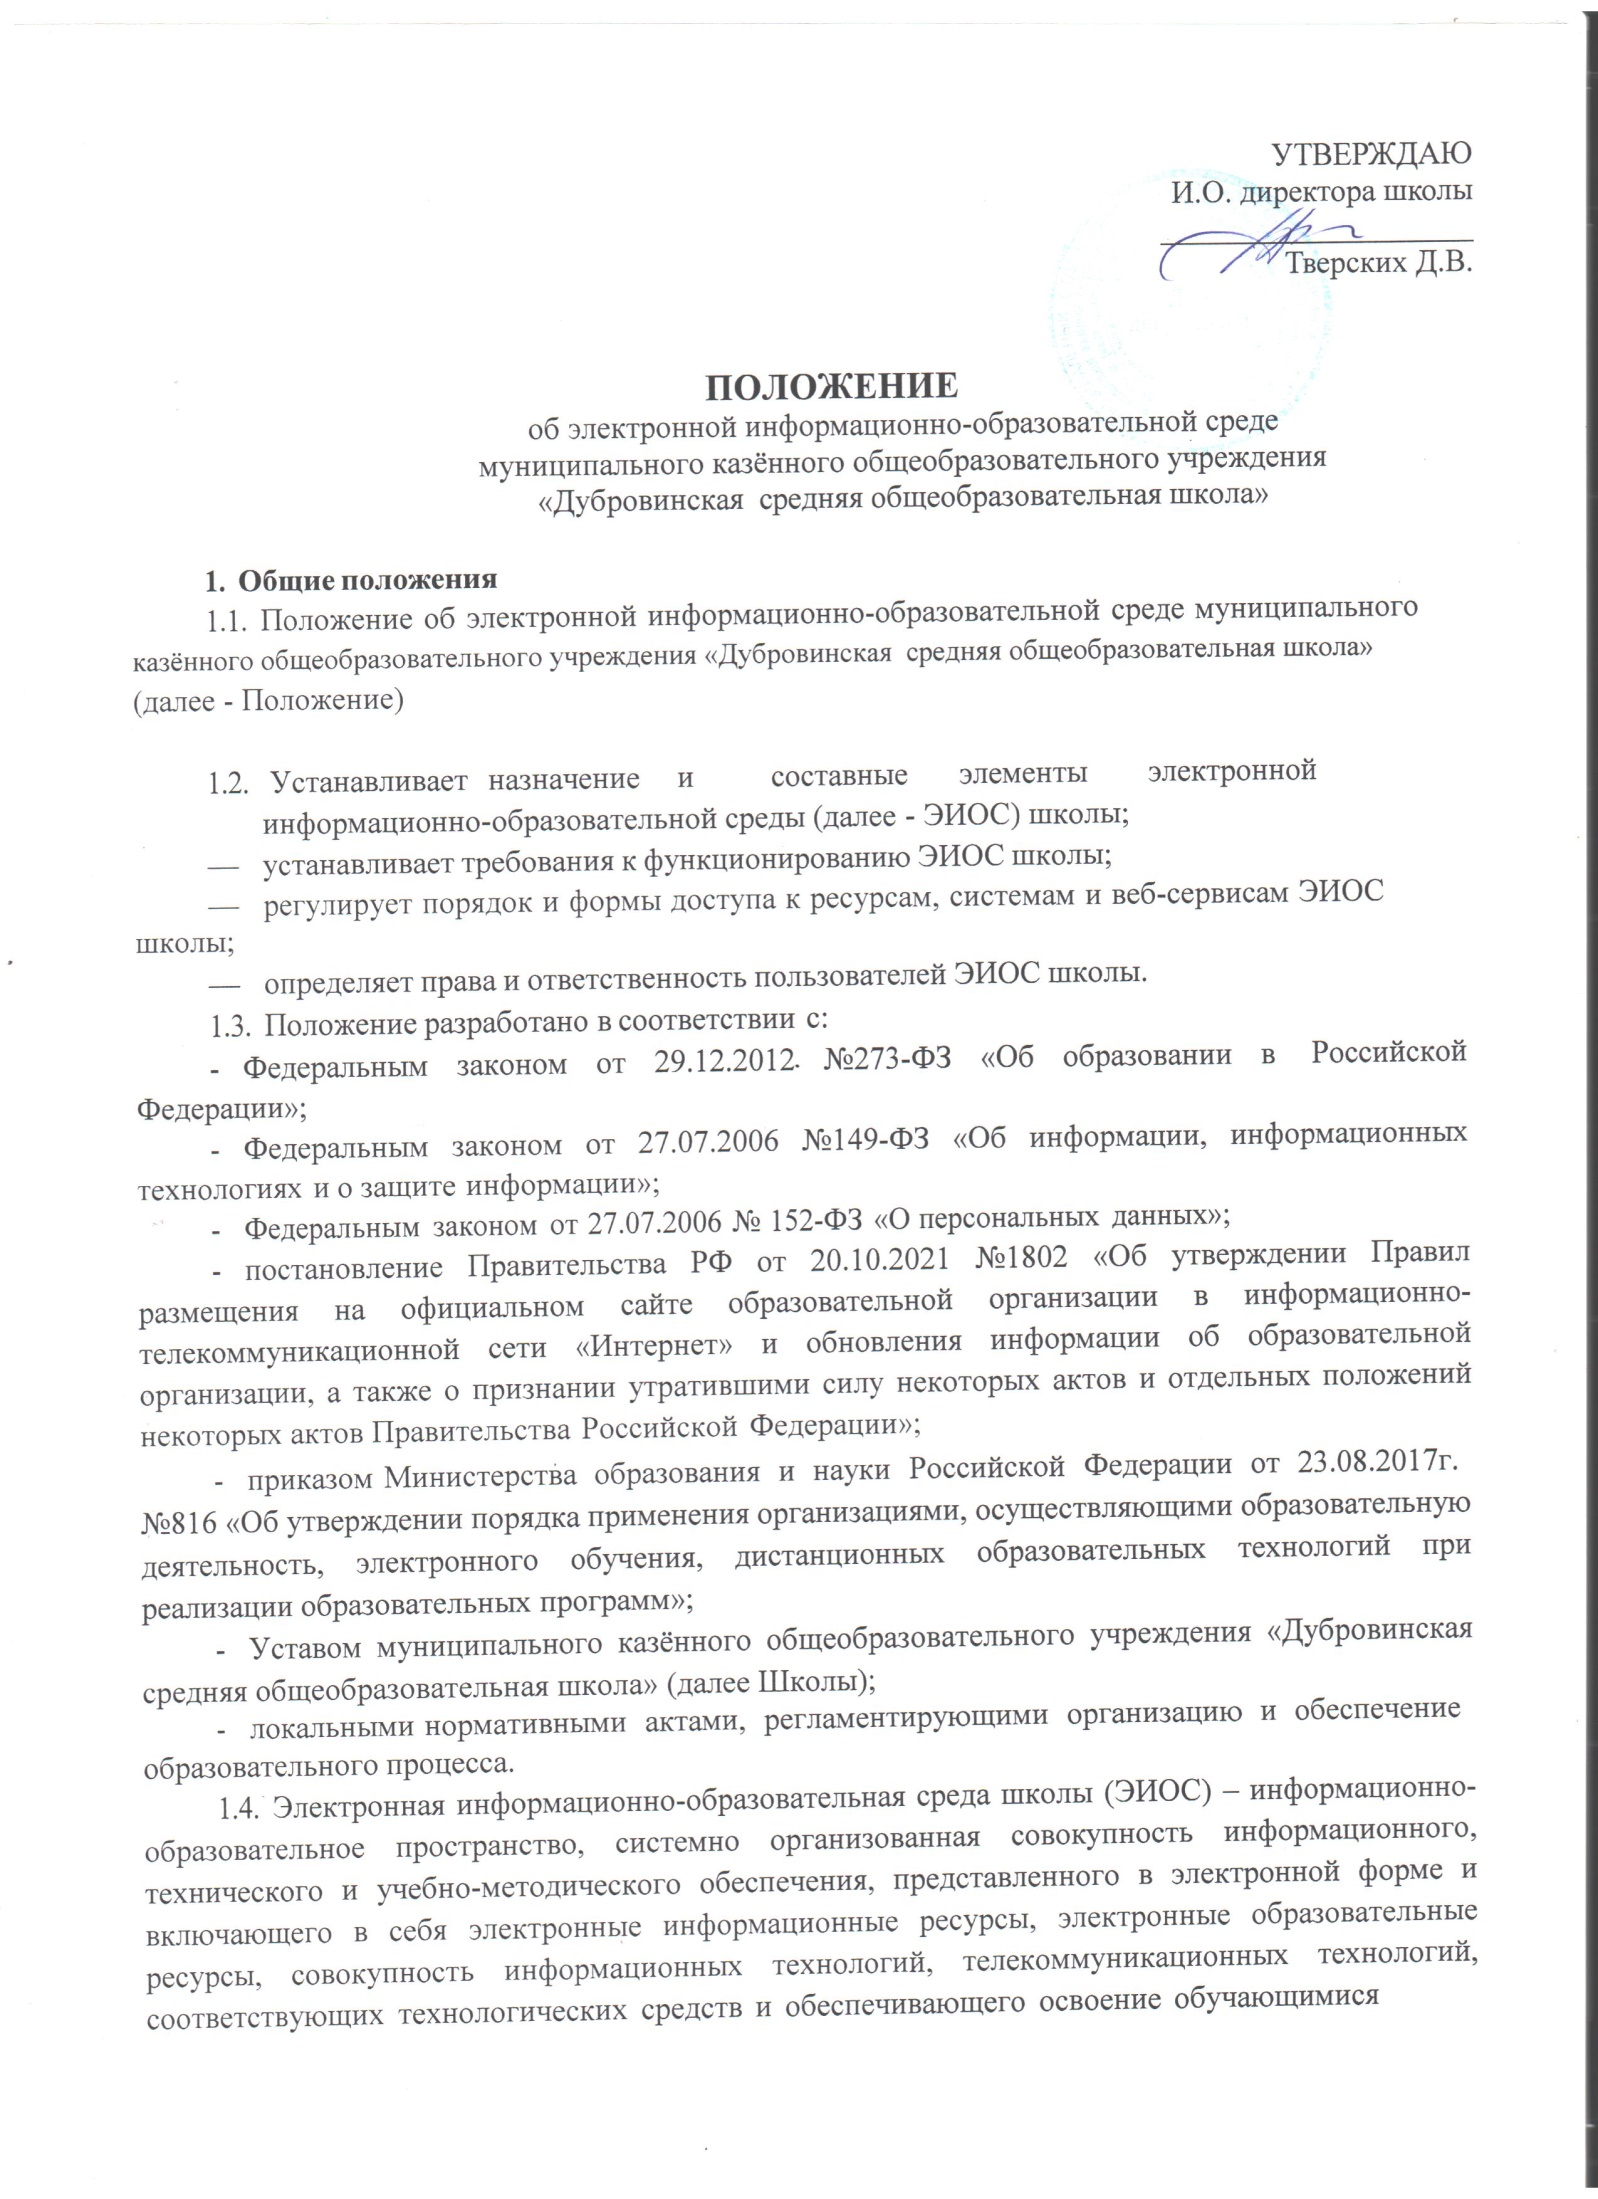 УТВЕРЖДАЮ
И.О. директора школы
Тверских Д.В.
ПОЛОЖЕНИЕ
об электронной информационно-образовательной среде
муниципального казённого общеобразовательного учреждения
«Дубровинская средняя общеобразовательная школа»
1. Общие положения
1.1. Положение об электронной информационно-образовательной среде муниципального
казённого общеобразовательного учреждения «Дубровинская средняя общеобразовательная школа»
(далее - Положение)
1.2. Устанавливает назначение и составные элементы электронной
информационно-образовательной среды (далее - ЭИОС) школы;
— устанавливает требования к функционированию ЭИОС школы;
— регулирует порядок и формы доступа к ресурсам, системам и веб-сервисам ЭИОС
школы;
— определяет права и ответственность пользователей ЭИОС школы.
1.3. Положение разработано в соответствии с:
- Федеральным законом от 29.12.2012. №273-ФЗ «Об образовании в Российской
Федерации»;
- Федеральным законом от 27.07.2006 №149-ФЗ «Об информации, информационных
технологиях и о защите информации»;
- Федеральным законом от 27.07.2006 № 152-ФЗ «О персональных данных»;
- постановление Правительства РФ от 20.10.2021 №1802 «Об утверждении Правил
размещения на официальном сайте образовательной организации в информационно-
телекоммуникационной сети «Интернет» и обновления информации об образовательной
организации, а также о признании утратившими силу некоторых актов и отдельных положений
некоторых актов Правительства Российской Федерации»;
- приказом Министерства образования и науки Российской Федерации от 23.08.2017г.
№816 «Об утверждении порядка применения организациями, осуществляющими образовательную
деятельность, электронного обучения, дистанционных образовательных технологий при
реализации образовательных программ»;
- Уставом муниципального казённого общеобразовательного учреждения «Дубровинская
средняя общеобразовательная школа» (далее Школы);
- локальными нормативными актами, регламентирующими организацию и обеспечение
образовательного процесса.
1.4. Электронная информационно-образовательная среда школы (ЭИОС) – информационно-
образовательное пространство, системно организованная совокупность информационного,
технического и учебно-методического обеспечения, представленного в электронной форме и
включающего в себя электронные информационные ресурсы, электронные образовательные
ресурсы, совокупность информационных технологий, телекоммуникационных технологий,
соответствующих технологических средств и обеспечивающего освоение обучающимися